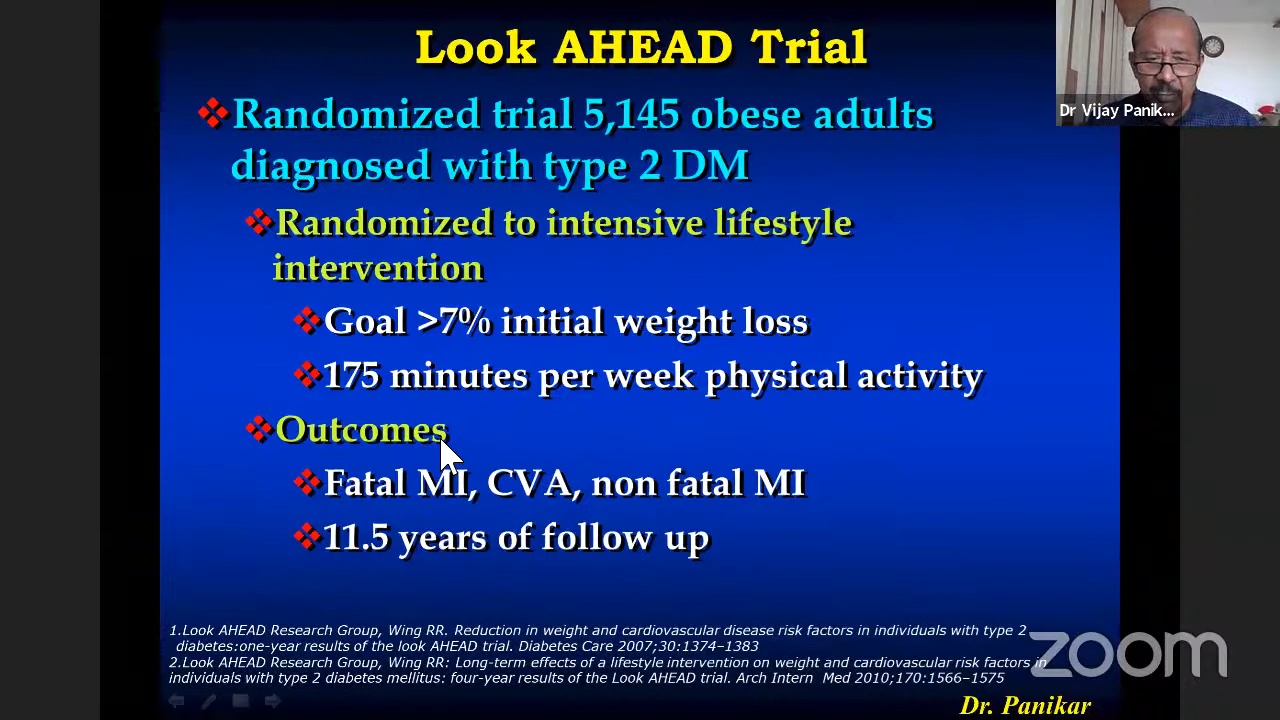 Look AHEAD Trial
Randomized trial 5,145 obese adults
diagnosed with type 2 DM
Randomized to intensive lifestyle
intervention
Goal >7% initial weight loss
175 minutes per week physical activity
Outcomes
Fatal MI, CVA, non fatal MI
11.5 years of follow up
1.Look AHEAD Research Group, Wing RR. Reduction in weight and cardiovascular disease risk factors in individuals with type 2
diabetes:one-year results of the look AHEAD trial. Diabetes Care 2007;30:1374–1383
2.Look AHEAD Research Group, Wing RR: Long-term effects of a lifestyle intervention on weight and cardiovascular risk factors in
individuals with type 2 diabetes mellitus: four-year results of the Look AHEAD trial. Arch Intern Med 2010;170:1566–1575
Dr. Panikar
Dr Vijay Panik...
zoom